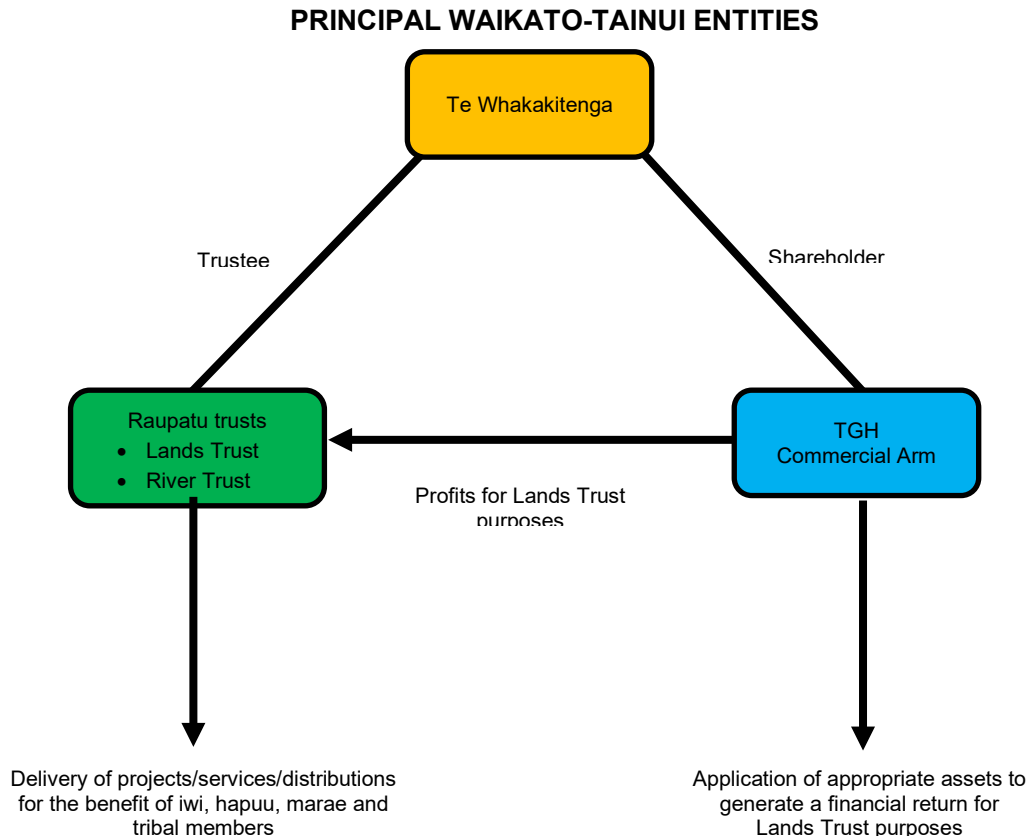 PRINCIPAL WAIKATO-TAINUI ENTITIES
Te Whakakitenga
Trustee
Shareholder
Raupatu trusts
• Lands Trust
• River Trust
TGH
Commercial Arm
Profits for Lands Trust
purposes
Delivery of projects/services/distributions
for the benefit of iwi, hapuu, marae and
tribal members
Application of appropriate assets to
generate a financial return for
Lands Trust purposes